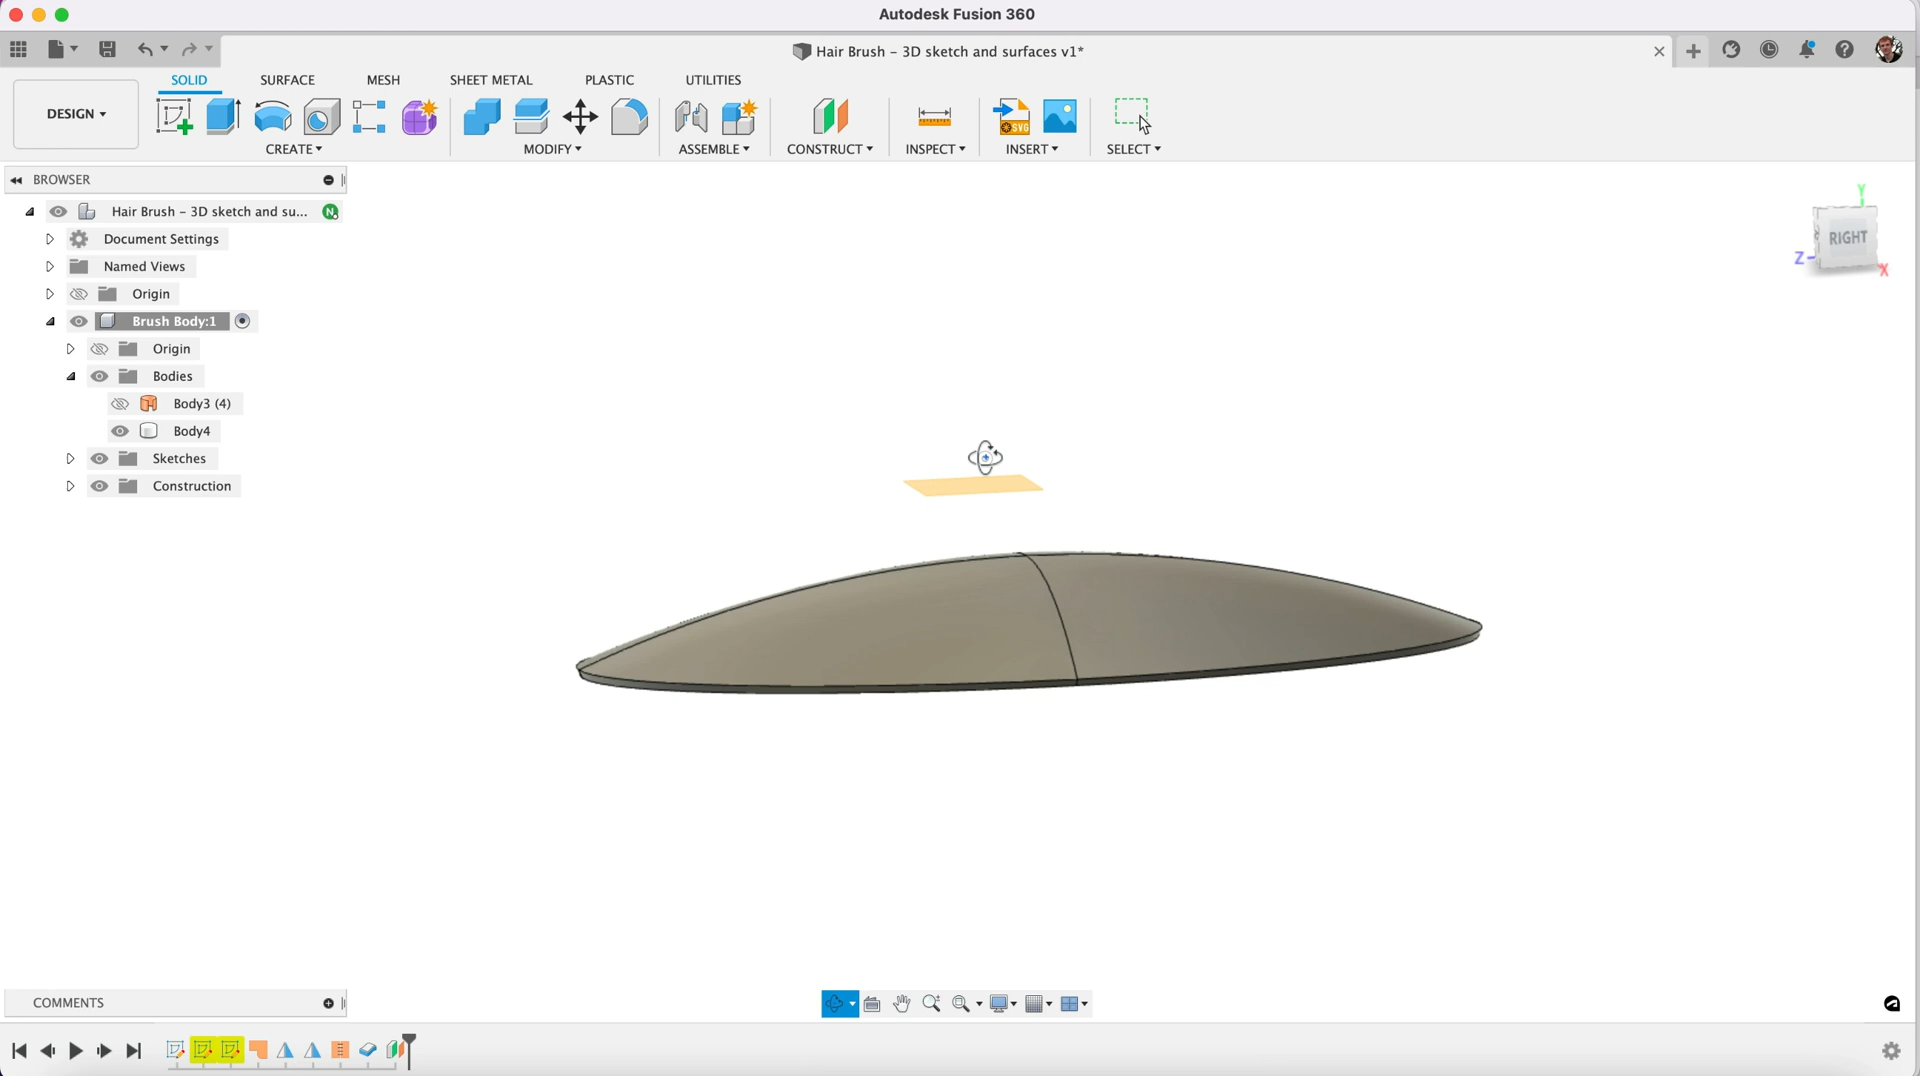 Autodesk Fusion 360
Hair Brush – 3D sketch and surfaces v1*
SOLID SURFACE MESH SHEET METAL PLASTIC UTILITIES
DESIGN
SVG
CREATE MODIFY ASSEMBLE CONSTRUCT INSPECT INSERT SELECT
BROWSER
Hair Brush – 3D sketch and su... N
Document Settings
Named Views
Origin
Brush Body:1
Origin
Bodies
Body3 (4)
Body4
Sketches
Construction
Y
RIGHT
Z
X
COMMENTS